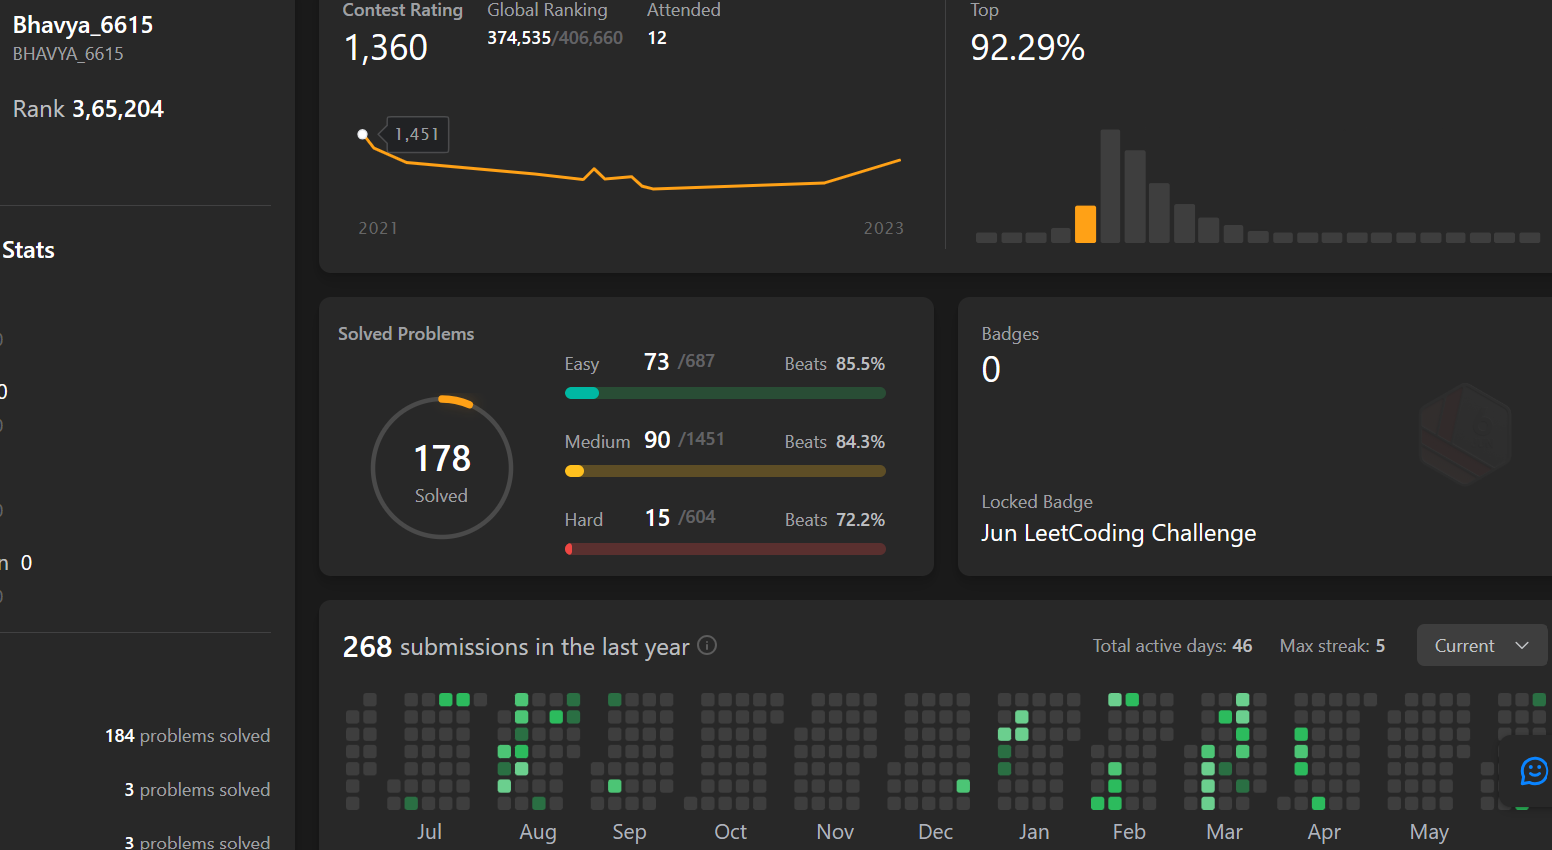 Bhavya_6615
BHAVYA_6615
Rank 3,65,204
Stats
0
n 0
184 problems solved
3 problems solved
3 problems solved
Contest Rating
1,360
Global Ranking
374,535/406,660
Attended
12
1,451
2021
2023
Top
92.29%
Solved Problems
178
Solved
Easy 73 /687 Beats 85.5%
Medium 90 /1451 Beats 84.3%
Hard 15 /604 Beats 72.2%
Badges
0
Locked Badge
Jun LeetCoding Challenge
268 submissions in the last year
Total active days: 46 Max streak: 5 Current
Jul Aug Sep Oct Nov Dec Jan Feb Mar Apr May